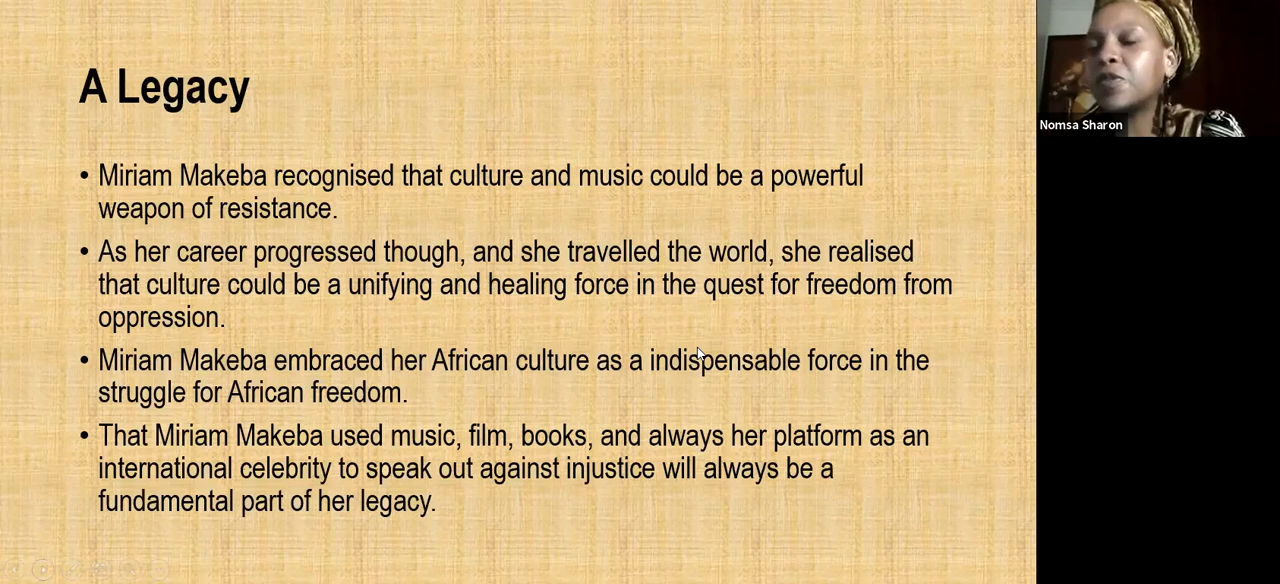 A Legacy
• Miriam Makeba recognised that culture and music could be a powerful
weapon of resistance.
• As her career progressed though, and she travelled the world, she realised
that culture could be a unifying and healing force in the quest for freedom from
oppression.
• Miriam Makeba embraced her African culture as a indispensable force in the
struggle for African freedom.
• That Miriam Makeba used music, film, books, and always her platform as an
international celebrity to speak out against injustice will always be a
fundamental part of her legacy.
Nomsa Sharon